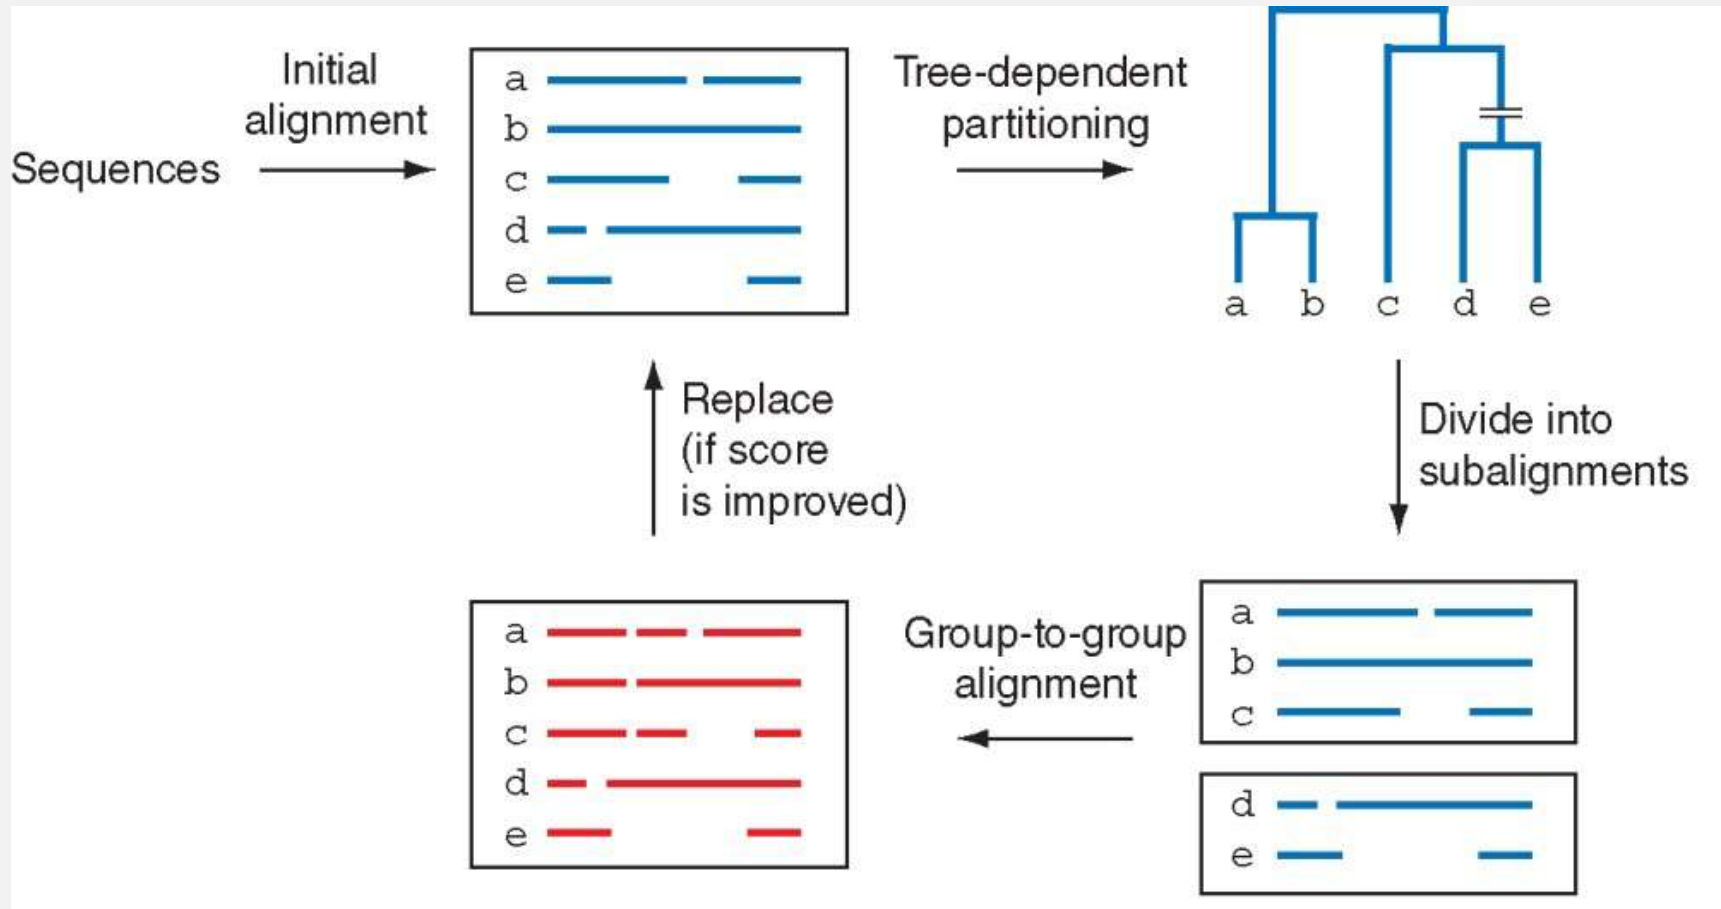 Sequences
Initial
alignment
a
b
c
d
e
Tree-dependent
partitioning
a b c d e
Divide into
subalignments
a
b
c
d
e
Group-to-group
alignment
a
b
c
d
e
Replace
(if score
is improved)